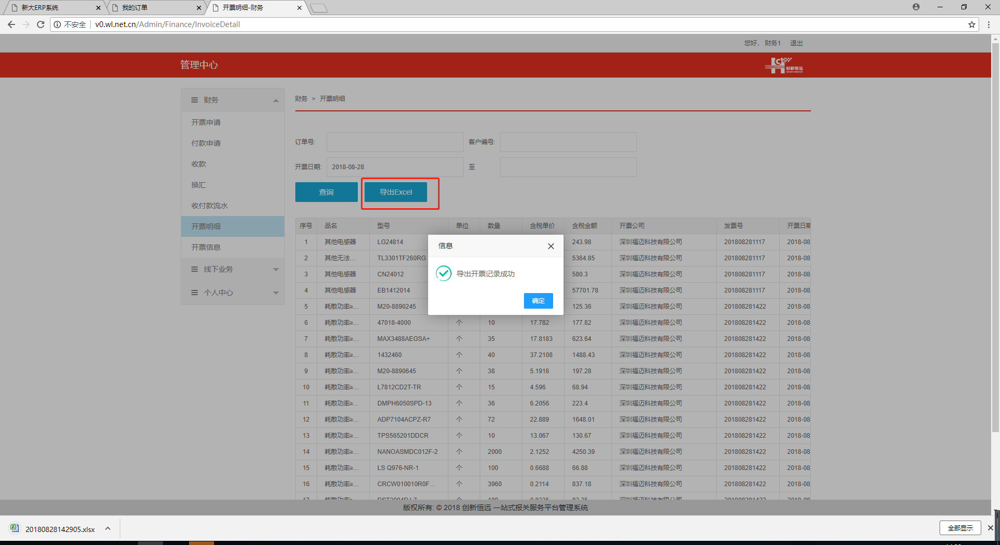 新大ERP系统 我的订单 开票明细-财务
不安全 v0.wl.net.cn/Admin/Finance/InvoiceDetail
您好, 财务1 退出
管理中心 创新恒远
财务
开票申请
付款申请
收款
换汇
收付款流水
开票明细
开票信息
线下业务
个人中心
财务 > 开票明细
订单号: 客户编号:
开票日期: 2018-08-28 至
查询 导出Excel
序号 品名 型号 单位 数量 含税单价 含税金额 开票公司 发票号 开票日期
1 其他电感器 LG24814 243.98 深圳福迈科技有限公司 201808281117 2018-08
2 其他无法... TL3301TF260RG 5364.85 深圳福迈科技有限公司 201808281117 2018-08
3 其他电感器 CN24012 580.3 深圳福迈科技有限公司 201808281117 2018-08
4 其他电感器 EB1412014 57701.78 深圳福迈科技有限公司 201808281117 2018-08
5 耗散功率≥... M20-8890245 125.36 深圳福迈科技有限公司 201808281422 2018-08
6 耗散功率≥... 47018-4000 个 10 17.782 177.82 深圳福迈科技有限公司 201808281422 2018-08
7 耗散功率≥... MAX3488AEGSA+ 个 35 17.8183 623.64 深圳福迈科技有限公司 201808281422 2018-08
8 耗散功率≥... 1432460 个 40 37.2108 1488.43 深圳福迈科技有限公司 201808281422 2018-08
9 耗散功率≥... M20-8890645 个 38 5.1916 197.28 深圳福迈科技有限公司 201808281422 2018-08
10 耗散功率≥... L7812CD2T-TR 个 15 4.596 68.94 深圳福迈科技有限公司 201808281422 2018-08
11 耗散功率≥... DMPH6050SPD-13 个 36 6.2056 223.4 深圳福迈科技有限公司 201808281422 2018-08
12 耗散功率≥... ADP7104ACPZ-R7 个 72 22.889 1648.01 深圳福迈科技有限公司 201808281422 2018-08
13 耗散功率≥... TPS565201DDCR 个 10 13.067 130.67 深圳福迈科技有限公司 201808281422 2018-08
14 耗散功率≥... NANOASMDC012F-2 个 2000 2.1252 4250.39 深圳福迈科技有限公司 201808281422 2018-08
15 耗散功率≥... LS Q976-NR-1 个 100 0.6688 66.88 深圳福迈科技有限公司 201808281422 2018-08
16 耗散功率≥... CRCW010010R0F... 个 3960 0.2114 837.18 深圳福迈科技有限公司 201808281422 2018-08
信息
导出开票记录成功
确定
版权所有: © 2018 创新恒远 一站式报关服务平台管理系统
20180828142905.xlsx 全部显示